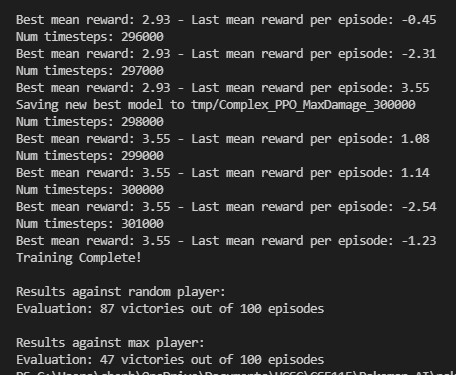 Best mean reward: 2.93 - Last mean reward per episode: -0.45
Num timesteps: 296000
Best mean reward: 2.93 - Last mean reward per episode: -2.31
Num timesteps: 297000
Best mean reward: 2.93 - Last mean reward per episode: 3.55
Saving new best model to tmp/Complex_PPO_MaxDamage_300000
Num timesteps: 298000
Best mean reward: 3.55 - Last mean reward per episode: 1.08
Num timesteps: 299000
Best mean reward: 3.55 - Last mean reward per episode: 1.14
Num timesteps: 300000
Best mean reward: 3.55 - Last mean reward per episode: -2.54
Num timesteps: 301000
Best mean reward: 3.55 - Last mean reward per episode: -1.23
Training Complete!
Results against random player:
Evaluation: 87 victories out of 100 episodes
Results against max player:
Evaluation: 47 victories out of 100 episodes